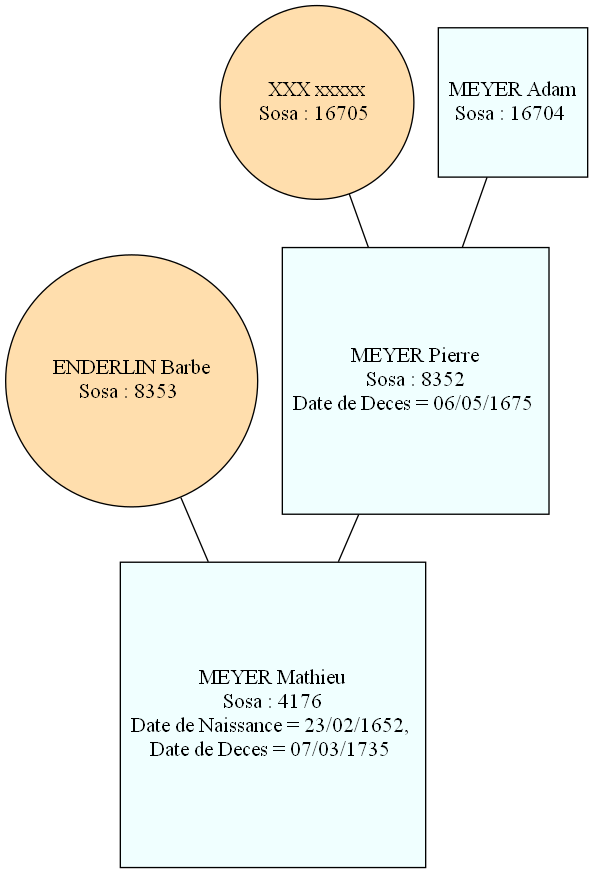 XXX xxxxx
Sosa : 16705
MEYER Adam
Sosa : 16704
ENDERLIN Barbe
Sosa : 8353
MEYER Pierre
Sosa : 8352
Date de Deces = 06/05/1675
MEYER Mathieu
Sosa : 4176
Date de Naissance = 23/02/1652,
Date de Deces = 07/03/1735